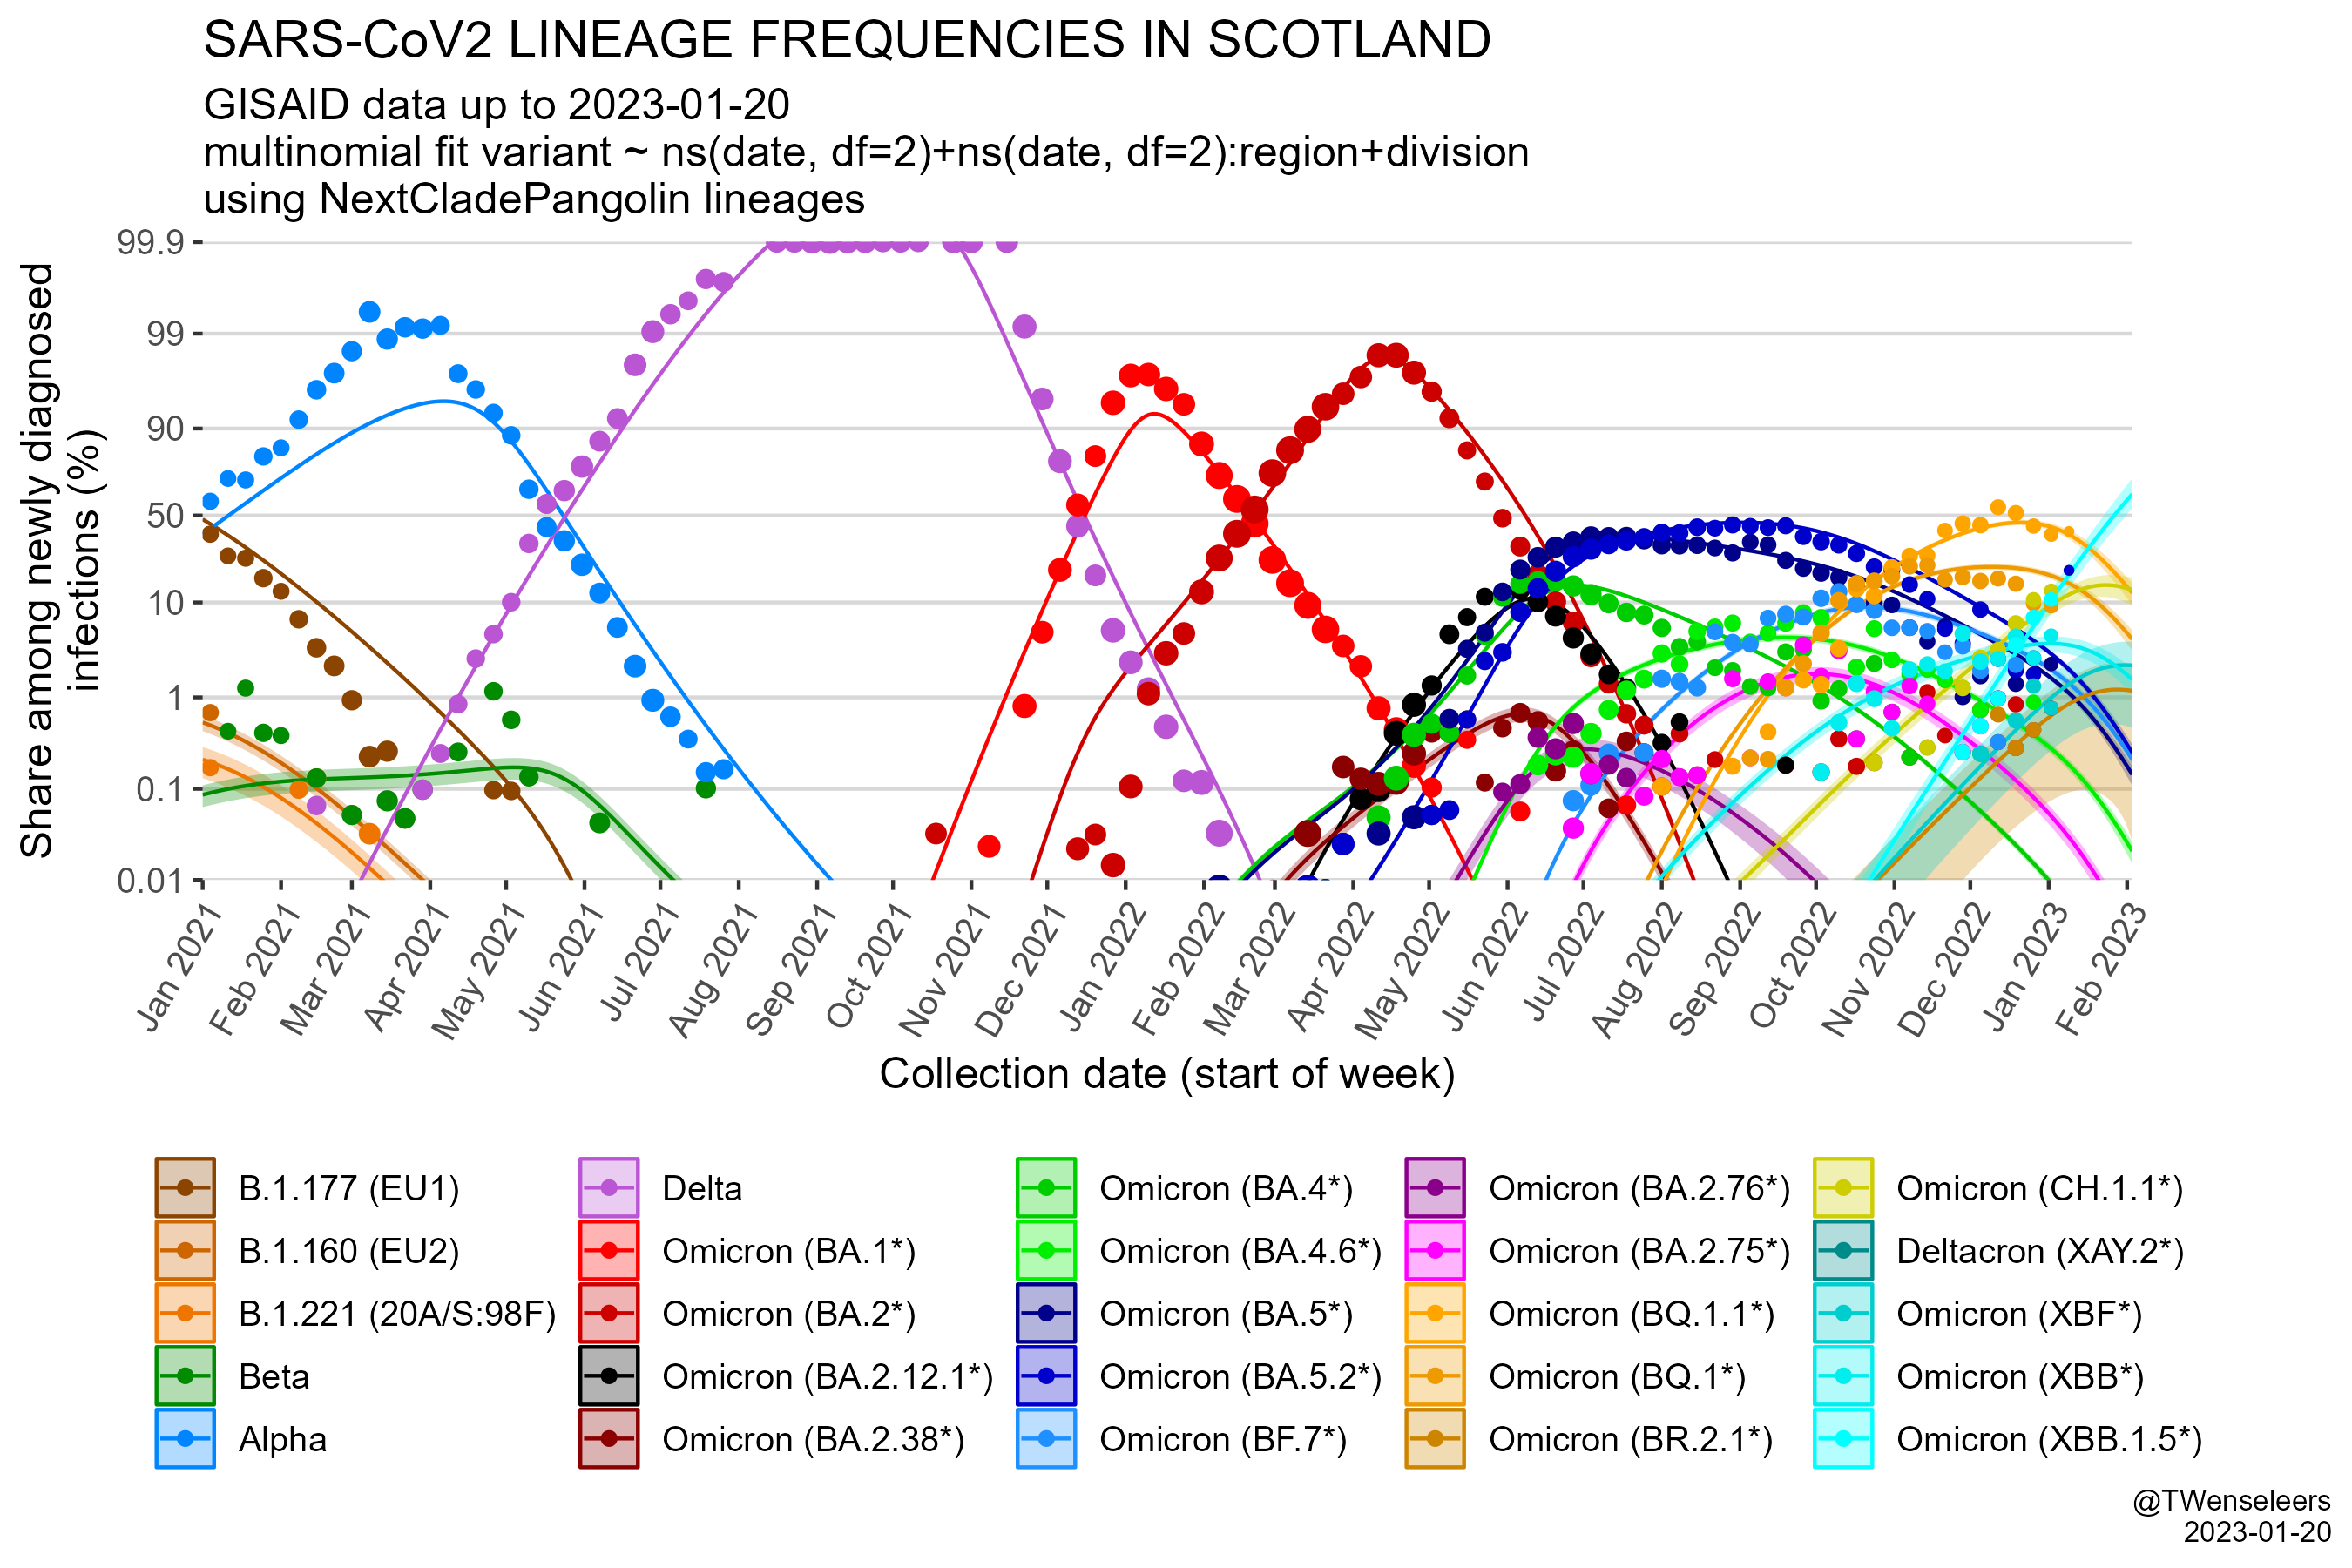 SARS-CoV2 LINEAGE FREQUENCIES IN SCOTLAND
GISAID data up to 2023-01-20
multinomial fit variant ~ ns(date, df=2)+ns(date, df=2):region+division
using NextCladePangolin lineages
Share among newly diagnosed
infections (%)
99.9
99
90
50
10
1
0.1
0.01
Jan 2021
Feb 2021
Mar 2021
Apr 2021
May 2021
Jun 2021
Jul 2021
Aug 2021
Sep 2021
Oct 2021
Nov 2021
Dec 2021
Jan 2022
Feb 2022
Mar 2022
Apr 2022
May 2022
Jun 2022
Jul 2022
Aug 2022
Sep 2022
Oct 2022
Nov 2022
Dec 2022
Jan 2023
Feb 2023
Collection date (start of week)
B.1.177 (EU1)
B.1.160 (EU2)
B.1.221 (20A/S:98F)
Beta
Alpha
Delta
Omicron (BA.1*)
Omicron (BA.2*)
Omicron (BA.2.12.1*)
Omicron (BA.2.38*)
Omicron (BA.4*)
Omicron (BA.4.6*)
Omicron (BA.5*)
Omicron (BA.5.2*)
Omicron (BF.7*)
Omicron (BA.2.76*)
Omicron (BA.2.75*)
Omicron (BQ.1.1*)
Omicron (BQ.1*)
Omicron (BR.2.1*)
Omicron (CH.1.1*)
Deltacron (XAY.2*)
Omicron (XBF*)
Omicron (XBB*)
Omicron (XBB.1.5*)
@TWenseleers
2023-01-20